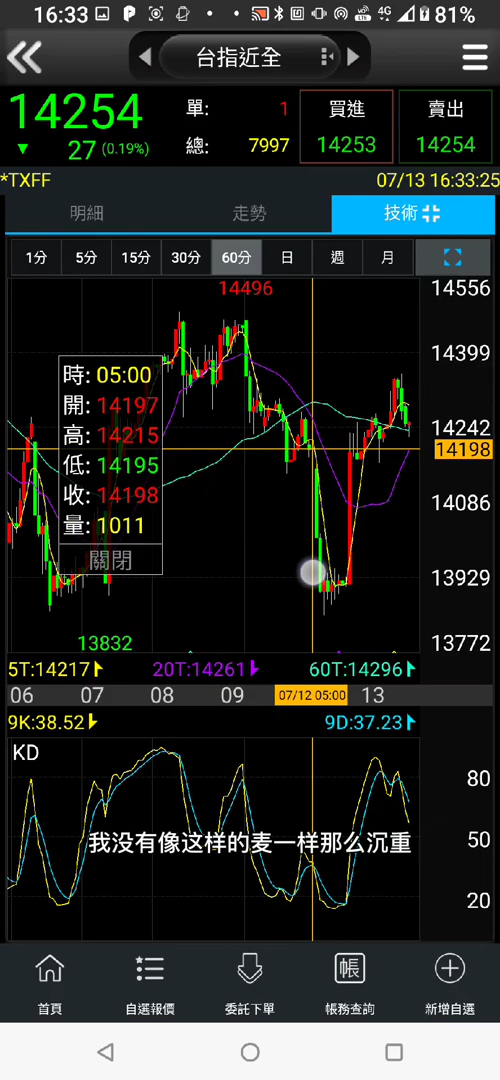 16:33
4G
81%
台指近全
14254
▼ 27 (0.19%)
單: 1
總: 7997
買進
14253
賣出
14254
*TXFF
07/13 16:33:25
明細
走勢
技術
1分
5分
15分
30分
60分
日
週
月
14496
14556
14399
14242
14198
14086
13929
13772
時: 05:00
開: 14197
高: 14215
低: 14195
收: 14198
量: 1011
關閉
13832
5T:14217
20T:14261
60T:14296
06
07
08
09
07/12 05:00
13
9K:38.52
9D:37.23
KD
80
50
20
我没有像这样的麦一样那么沉重
首頁
自選報價
委託下單
帳
帳務查詢
新增自選